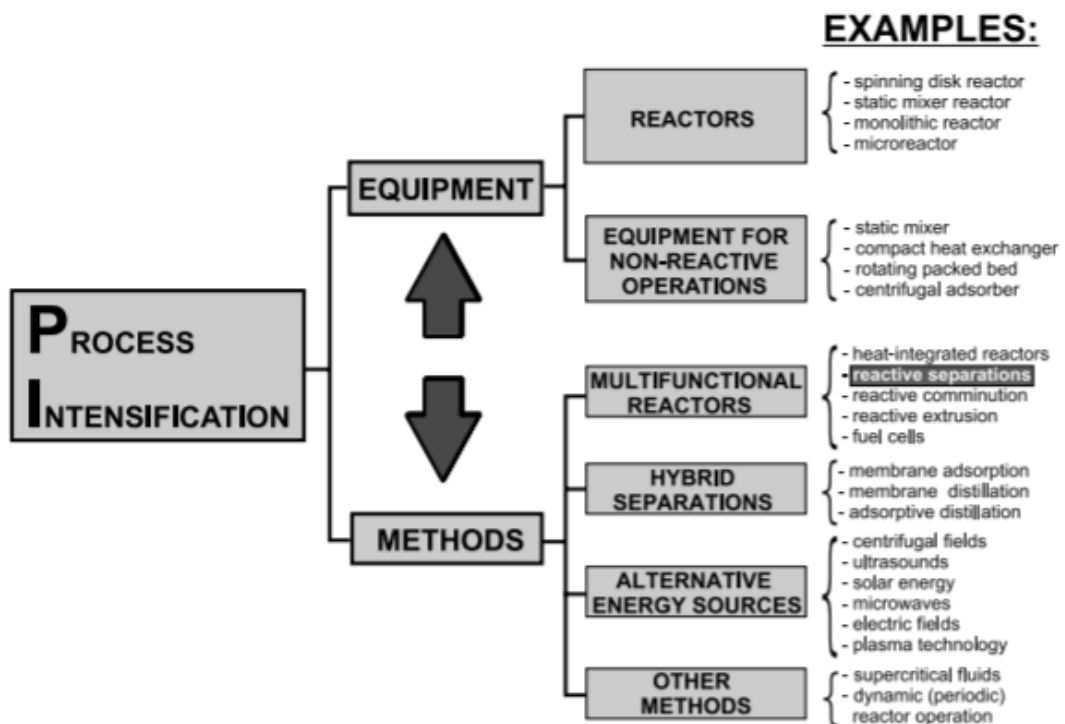 EXAMPLES:
REACTORS
- spinning disk reactor
- static mixer reactor
- monolithic reactor
- microreactor
EQUIPMENT
EQUIPMENT FOR
NON-REACTIVE
OPERATIONS
- static mixer
- compact heat exchanger
- rotating packed bed
- centrifugal adsorber
PROCESS
INTENSIFICATION
MULTIFUNCTIONAL
REACTORS
- heat-integrated reactors
- reactive separations
- reactive comminution
- reactive extrusion
- fuel cells
HYBRID
SEPARATIONS
- membrane adsorption
- membrane distillation
- adsorptive distillation
METHODS
ALTERNATIVE
ENERGY SOURCES
- centrifugal fields
- ultrasounds
- solar energy
- microwaves
- electric fields
- plasma technology
OTHER
METHODS
- supercritical fluids
- dynamic (periodic)
reactor operation